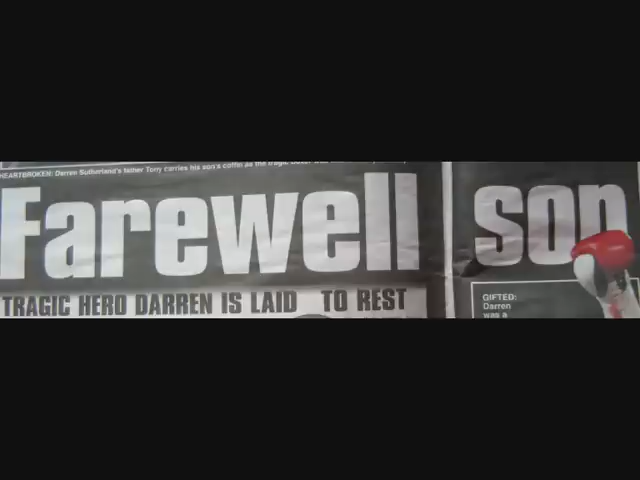 HEARTBROKEN: Darren Sutherland's father Tony carries his son's coffin as the
Farewell son
TRAGIC HERO DARREN IS LAID TO REST
GIFTED:
Darren
was a